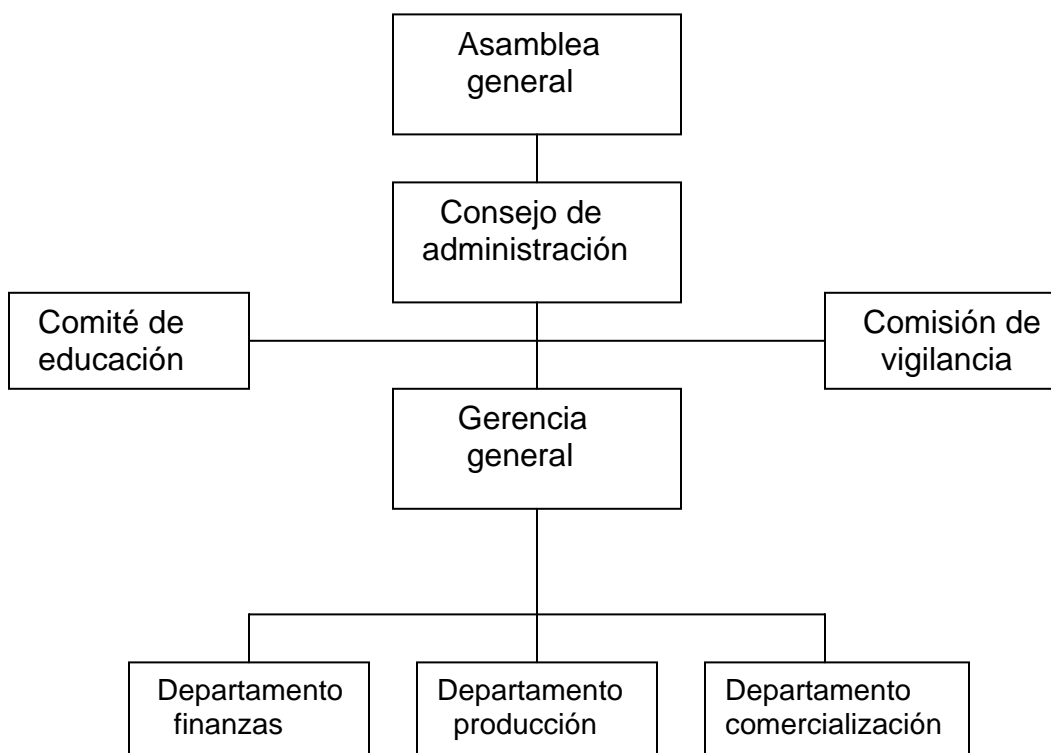 Asamblea
general
Consejo de
administración
Comité de
educación
Comisión de
vigilancia
Gerencia
general
Departamento
finanzas
Departamento
producción
Departamento
comercialización